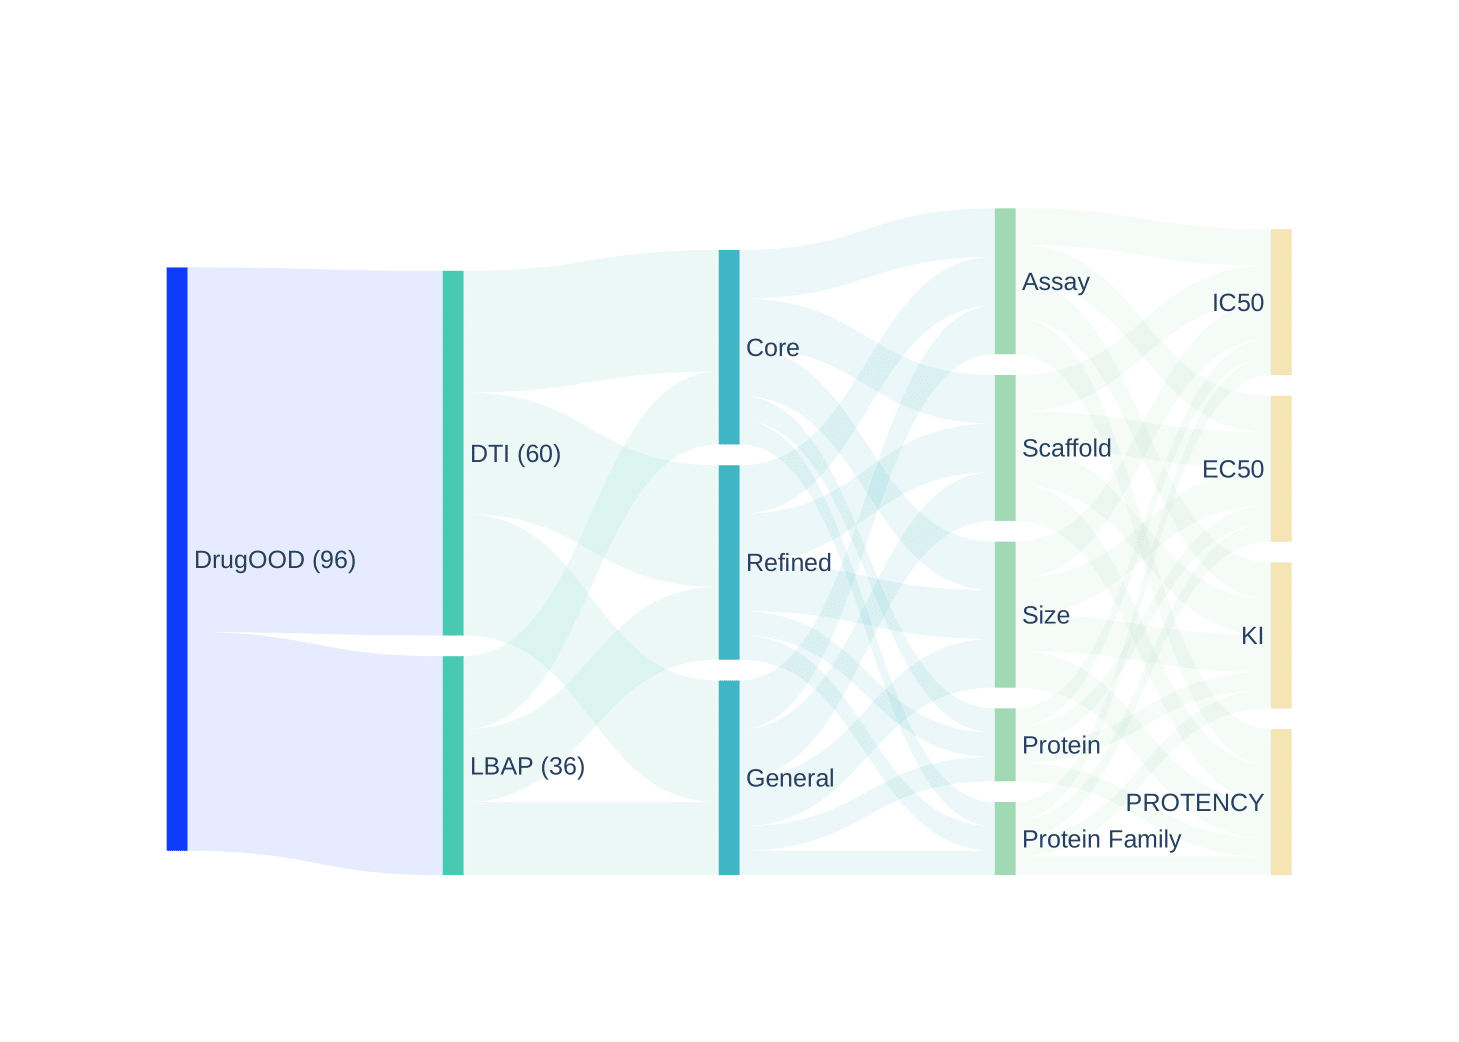 DrugOOD (96)
DTI (60)
LBAP (36)
Core
Refined
General
Assay
Scaffold
Size
Protein
Protein Family
IC50
EC50
KI
PROTENCY